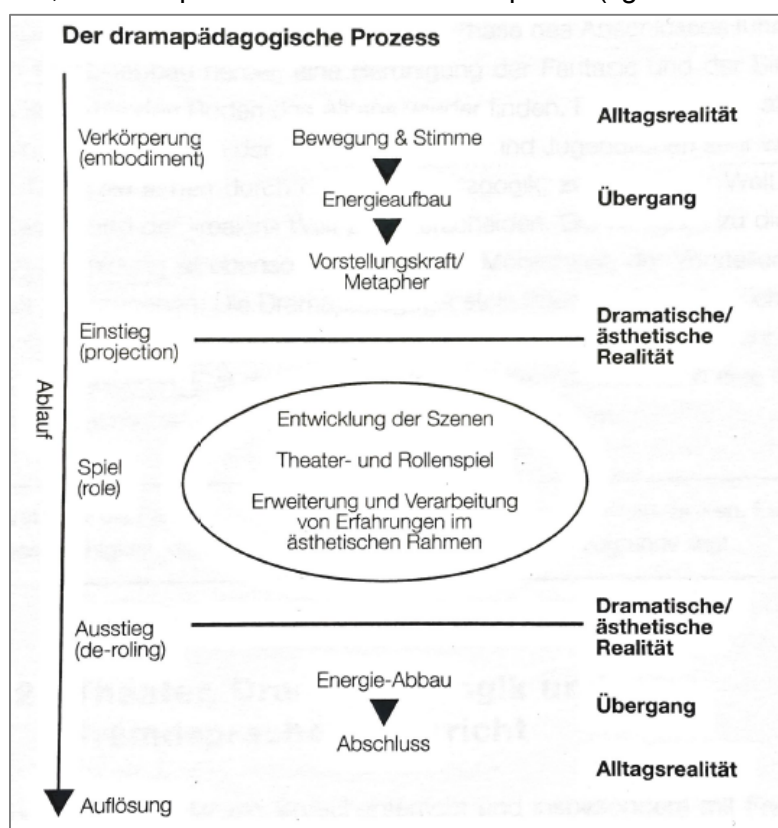 Der dramapädagogische Prozess
Alltagsrealität
Verkörperung
(embodiment)
Bewegung & Stimme
Energieaufbau
Übergang
Vorstellungskraft/
Metapher
Einstieg
(projection)
Dramatische/
ästhetische
Realität
Ablauf
Entwicklung der Szenen
Spiel
(role)
Theater- und Rollenspiel
Erweiterung und Verarbeitung
von Erfahrungen im
ästhetischen Rahmen
Ausstieg
(de-roling)
Dramatische/
ästhetische
Realität
Energie-Abbau
Übergang
Abschluss
Alltagsrealität
Auflösung